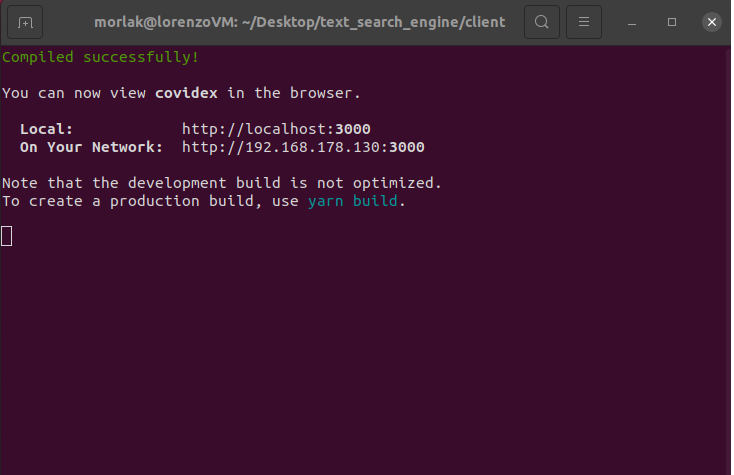 morlak@lorenzoVM: ~/Desktop/text_search_engine/client
Compiled successfully!
You can now view covidex in the browser.
Local: http://localhost:3000
On Your Network: http://192.168.178.130:3000
Note that the development build is not optimized.
To create a production build, use yarn build.